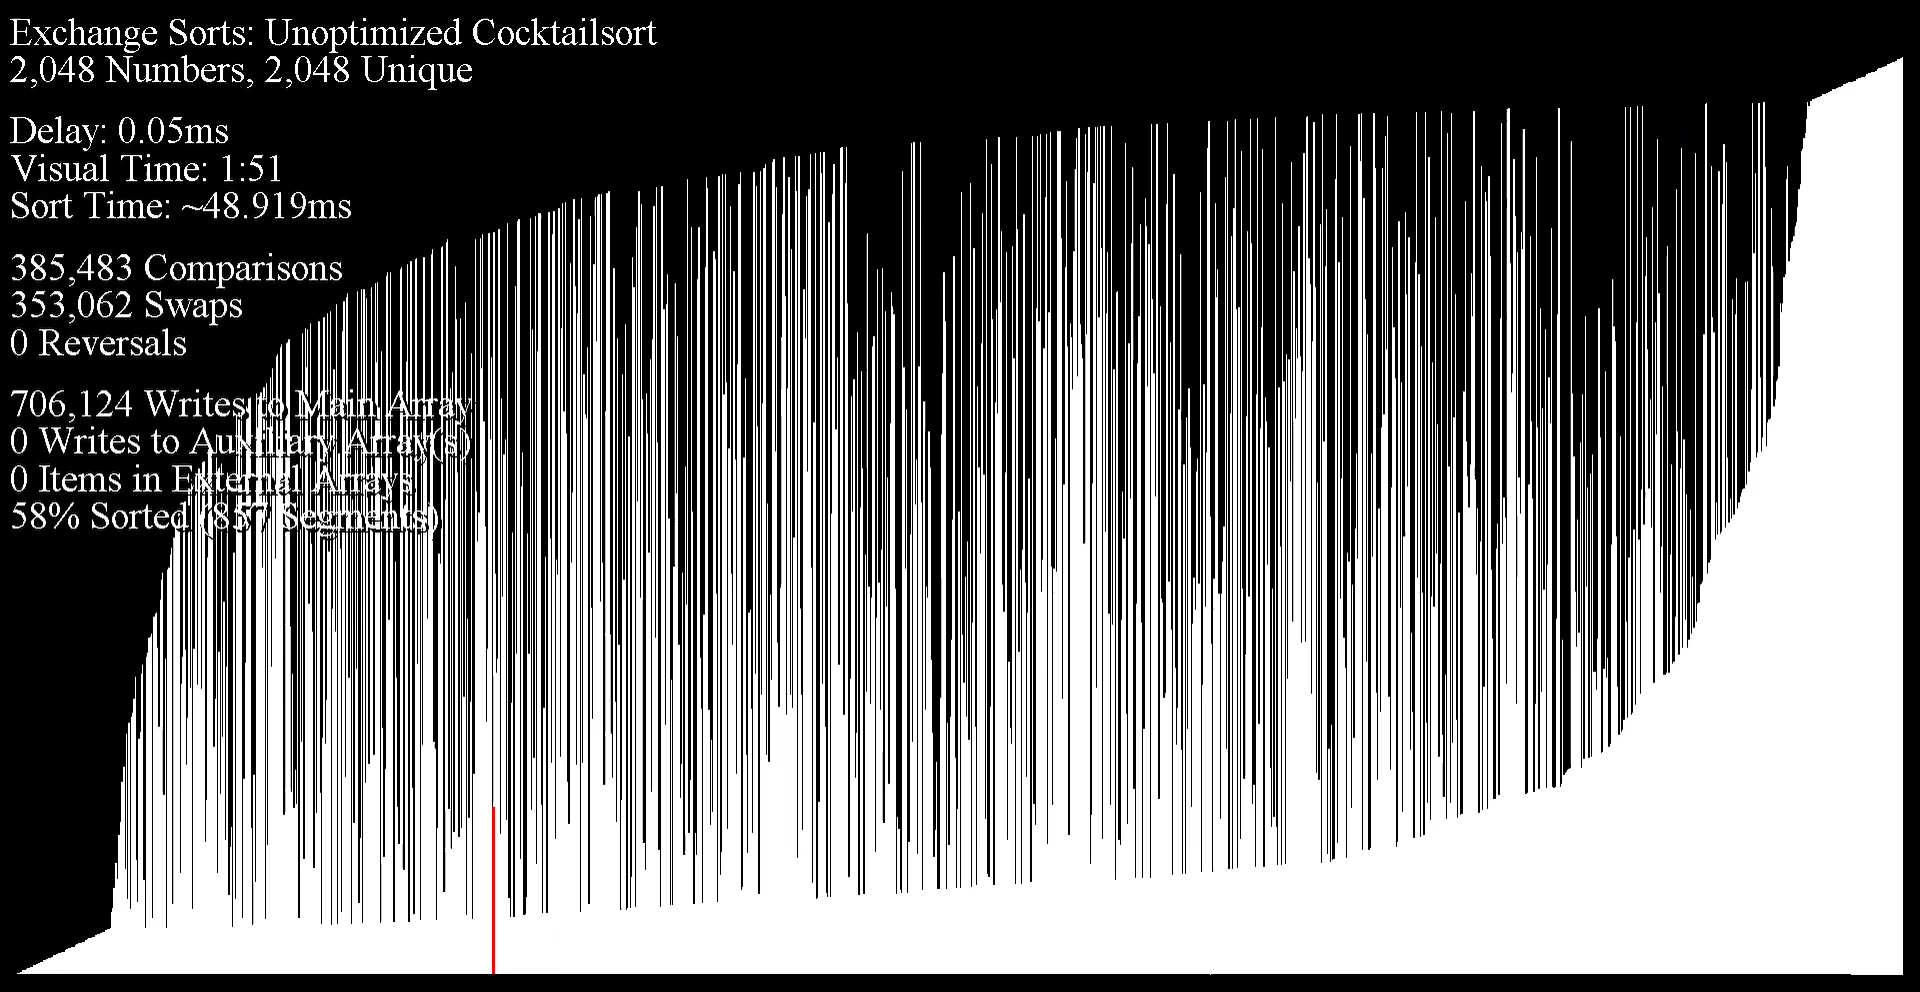 Exchange Sorts: Unoptimized Cocktailsort
2,048 Numbers, 2,048 Unique
Delay: 0.05ms
Visual Time: 1:51
Sort Time: ~48.919ms
385,483 Comparisons
353,062 Swaps
0 Reversals
706,124 Writes to Main Array
0 Writes to Auxiliary Array(s)
0 Items in External Arrays
58% Sorted (857 Segments)